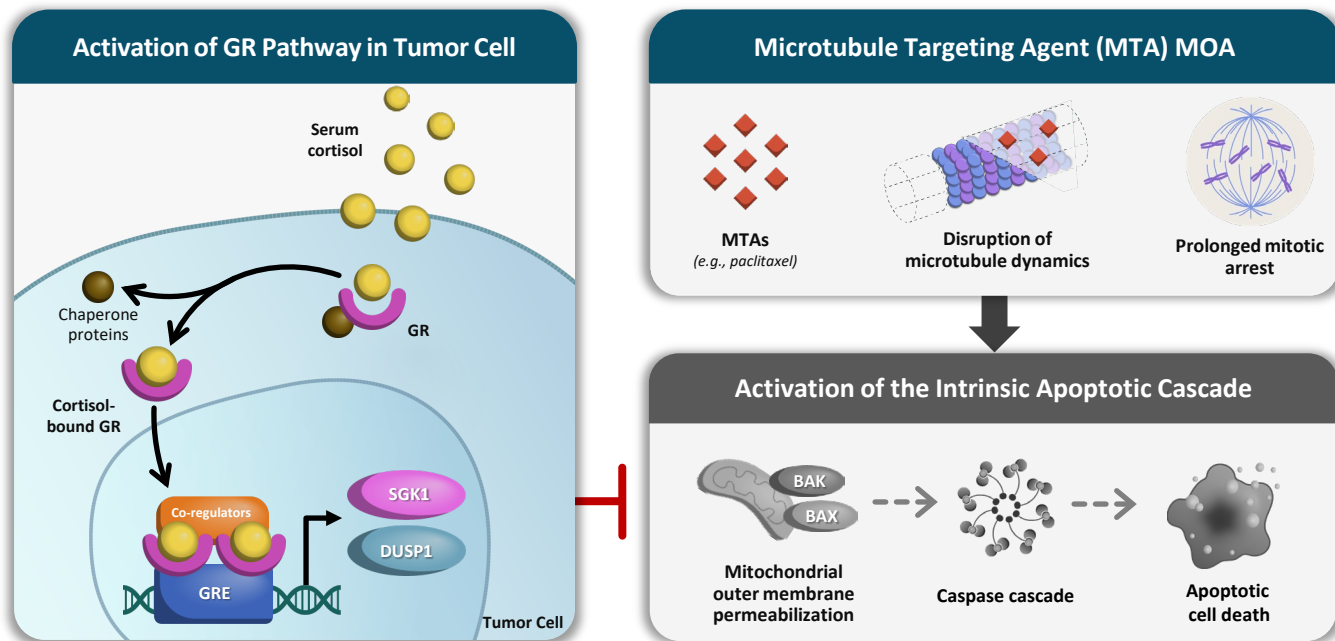 Activation of GR Pathway in Tumor Cell
Serum
cortisol
Chaperone
proteins
GR
Cortisol-
bound GR
Co-regulators
GRE
SGK1
DUSP1
Tumor Cell
Microtubule Targeting Agent (MTA) MOA
MTAs
(e.g., paclitaxel)
Disruption of
microtubule dynamics
Prolonged mitotic
arrest
Activation of the Intrinsic Apoptotic Cascade
BAK
BAX
Mitochondrial
outer membrane
permeabilization
Caspase cascade
Apoptotic
cell death